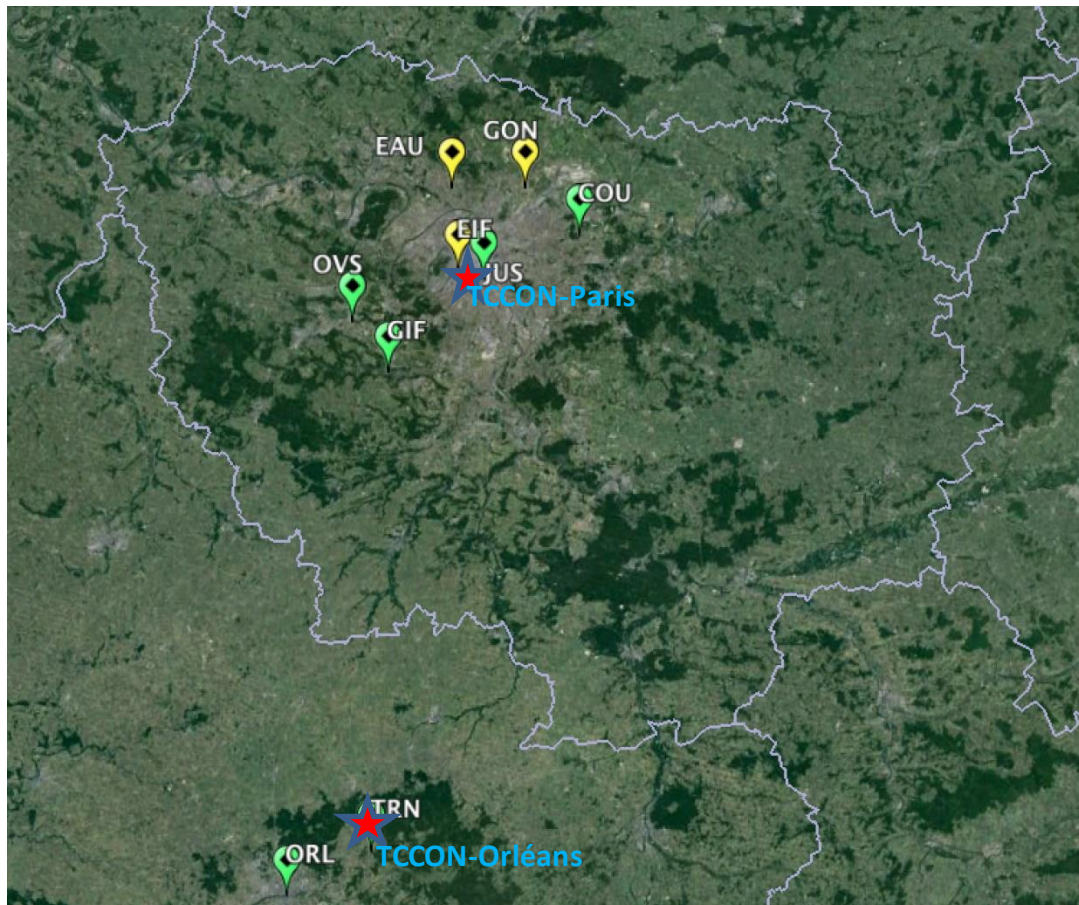 GON
EAU
COU
EIF
OVS
JUS
TCCON-Paris
GIF
TRN
TCCON-Orléans
ORL